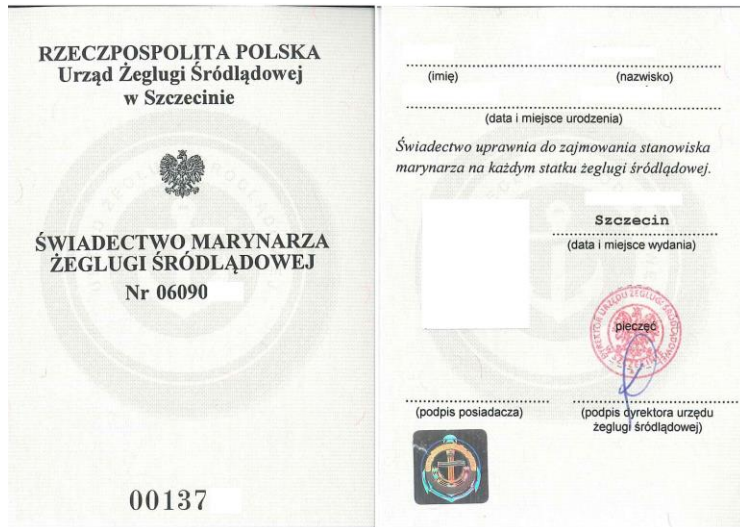 RZECZPOSPOLITA POLSKA
Urząd Żeglugi Śródlądowej
w Szczecinie
ŚWIADECTWO MARYNARZA
ŻEGLUGI ŚRÓDLĄDOWEJ
Nr 06090
00137
(imię) (nazwisko)
(data i miejsce urodzenia)
Świadectwo uprawnia do zajmowania stanowiska
marynarza na każdym statku żeglugi śródlądowej.
Szczecin
(data i miejsce wydania)
pieczęć
(podpis posiadacza)
(podpis dyrektora urzędu
żeglugi śródlądowej)